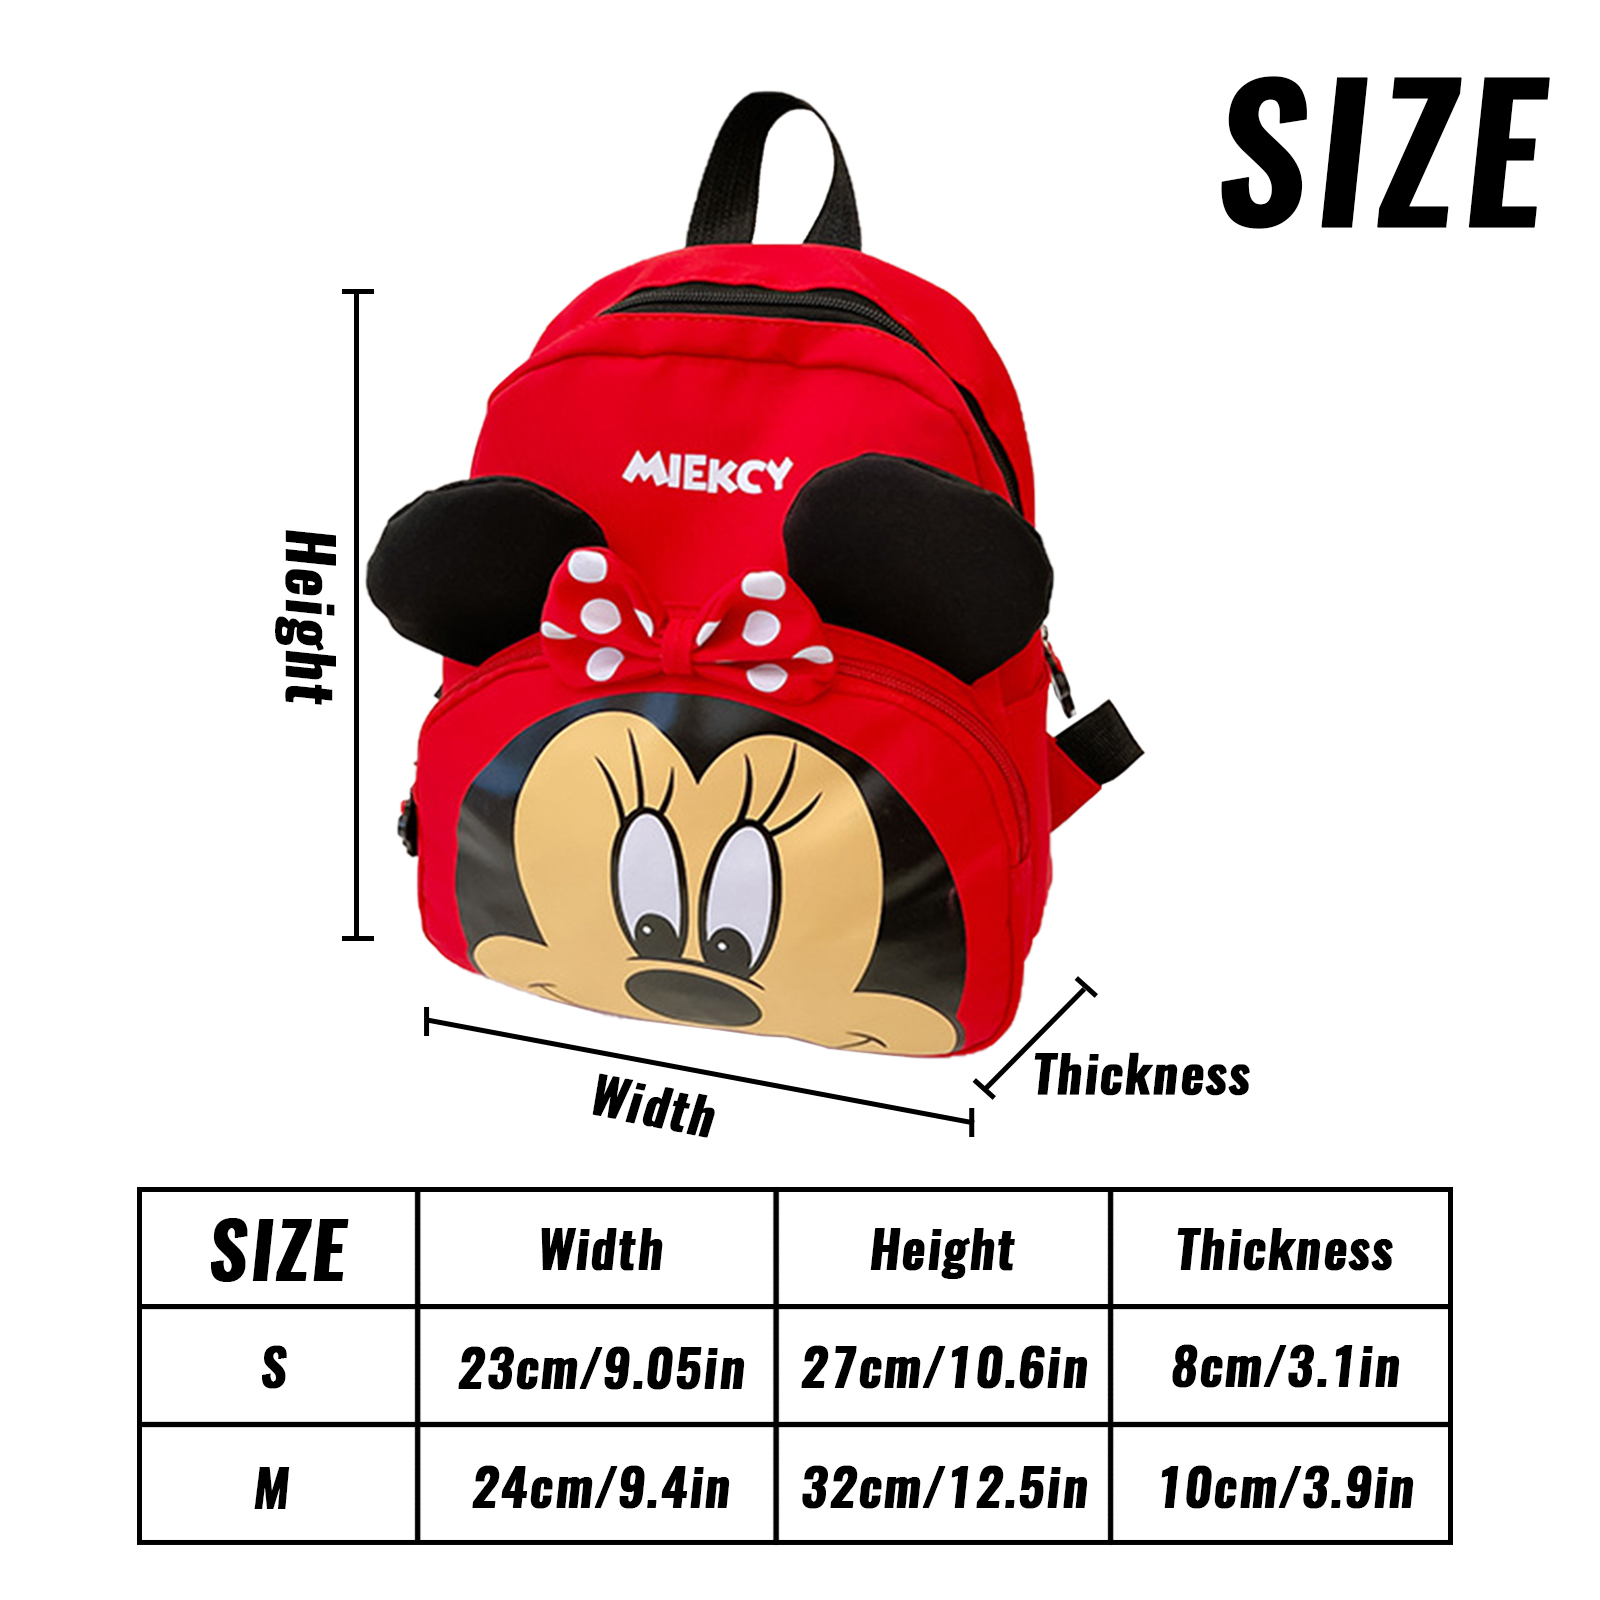 SIZE
MIEKCY
Height
Width
Thickness
SIZE Width Height Thickness
S 23cm/9.05in 27cm/10.6in 8cm/3.1in
M 24cm/9.4in 32cm/12.5in 10cm/3.9in